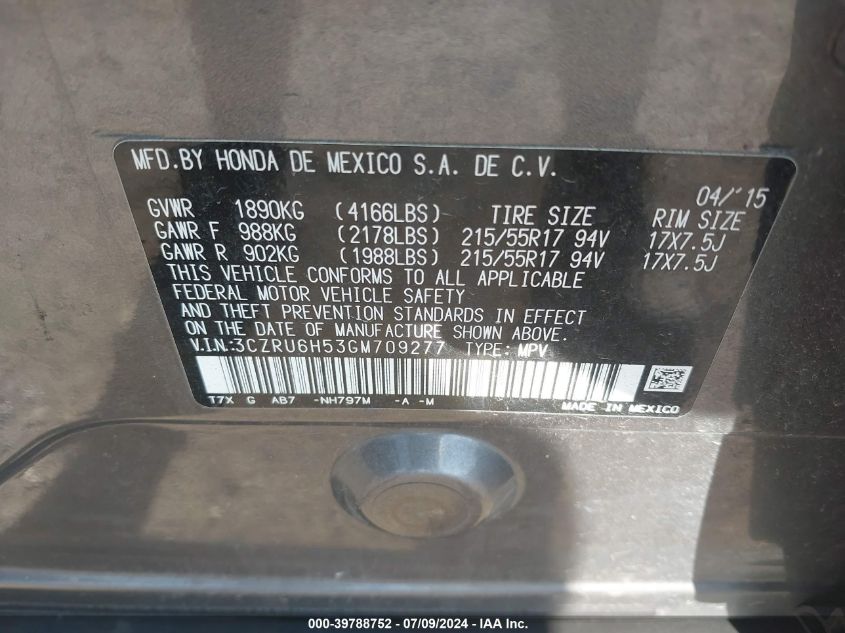 MFD.BY HONDA DE MEXICO S.A. DE C.V.
04/'15
GVWR 1890KG (4166LBS) TIRE SIZE RIM SIZE
GAWR F 988KG (2178LBS) 215/55R17 94V 17X7.5J
GAWR R 902KG (1988LBS) 215/55R17 94V 17X7.5J
THIS VEHICLE CONFORMS TO ALL APPLICABLE
FEDERAL MOTOR VEHICLE SAFETY
AND THEFT PREVENTION STANDARDS IN EFFECT
ON THE DATE OF MANUFACTURE SHOWN ABOVE.
V.I.N:3CZRU6H53GM709277 TYPE: MPV
T7X G AB7 -NH797M -A -M MADE IN MEXICO
000-39788752 / 07/09/2024 - IAA Inc.